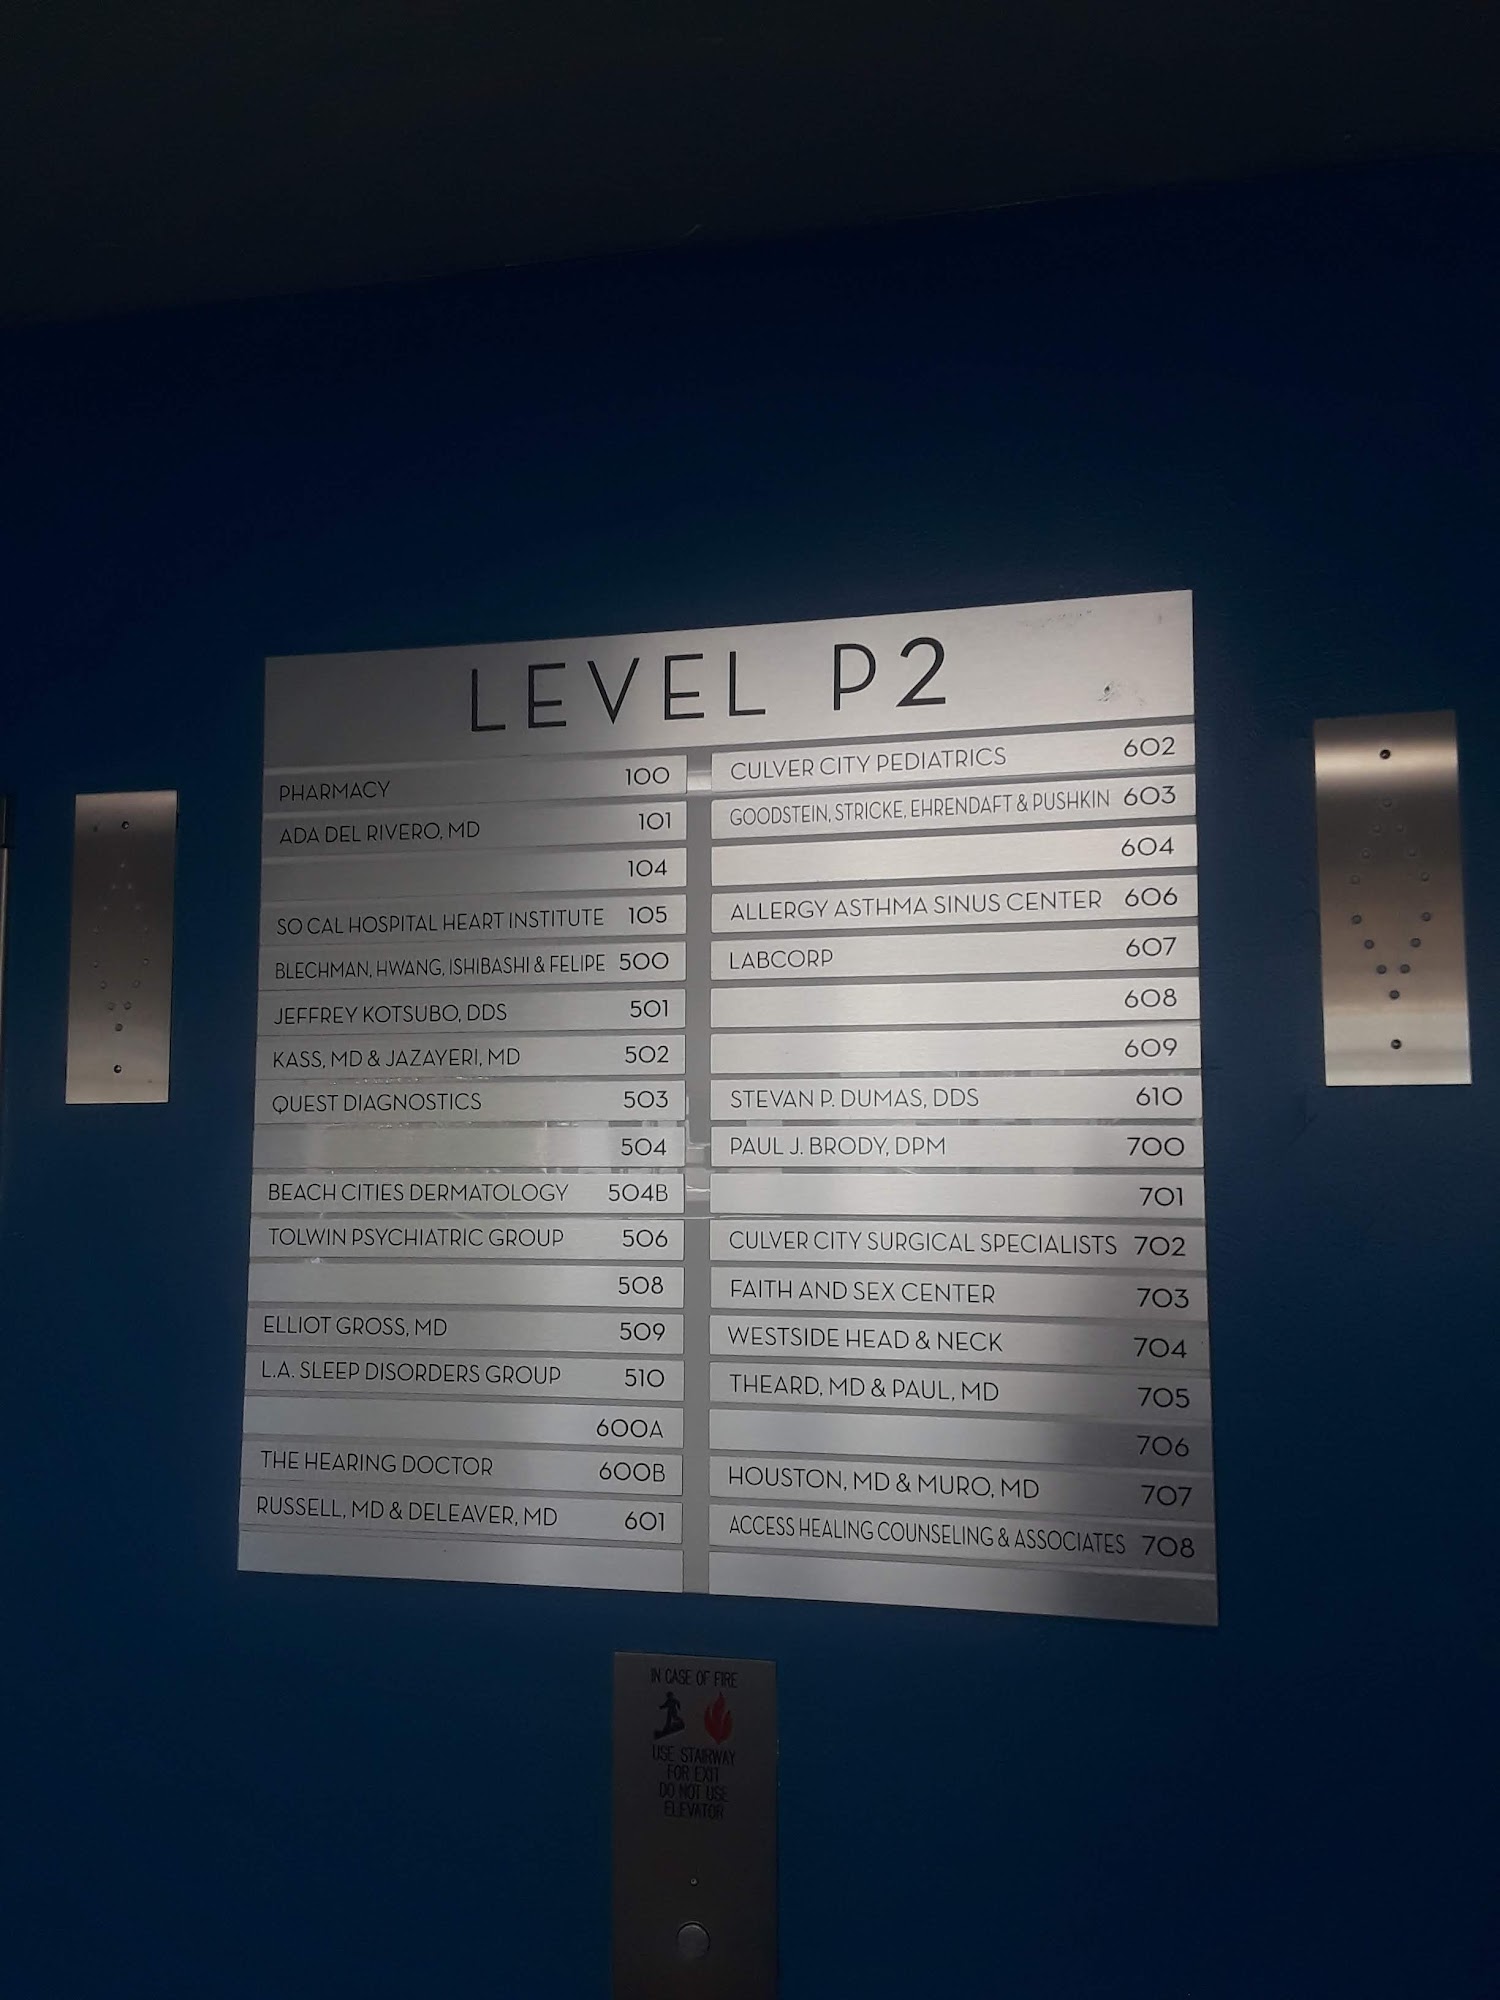 LEVEL P2
PHARMACY 100
ADA DEL RIVERO, MD 101
104
SO CAL HOSPITAL HEART INSTITUTE 105
BLECHMAN, HWANG, ISHIBASHI & FELIPE 500
JEFFREY KOTSUBO, DDS 501
KASS, MD & JAZAYERI, MD 502
QUEST DIAGNOSTICS 503
504
BEACH CITIES DERMATOLOGY 504B
TOLWIN PSYCHIATRIC GROUP 506
508
ELLIOT GROSS, MD 509
L.A. SLEEP DISORDERS GROUP 510
600A
THE HEARING DOCTOR 600B
RUSSELL, MD & DELEAVER, MD 601
CULVER CITY PEDIATRICS 602
GOODSTEIN, STRICKE, EHRENDAFT & PUSHKIN 603
604
ALLERGY ASTHMA SINUS CENTER 606
LABCORP 607
608
609
STEVAN P. DUMAS, DDS 610
PAUL J. BRODY, DPM 700
701
CULVER CITY SURGICAL SPECIALISTS 702
FAITH AND SEX CENTER 703
WESTSIDE HEAD & NECK 704
THEARD, MD & PAUL, MD 705
706
HOUSTON, MD & MURO, MD 707
ACCESS HEALING COUNSELING & ASSOCIATES 708
IN CASE OF FIRE
USE STAIRWAY
FOR EXIT
DO NOT USE
ELEVATOR